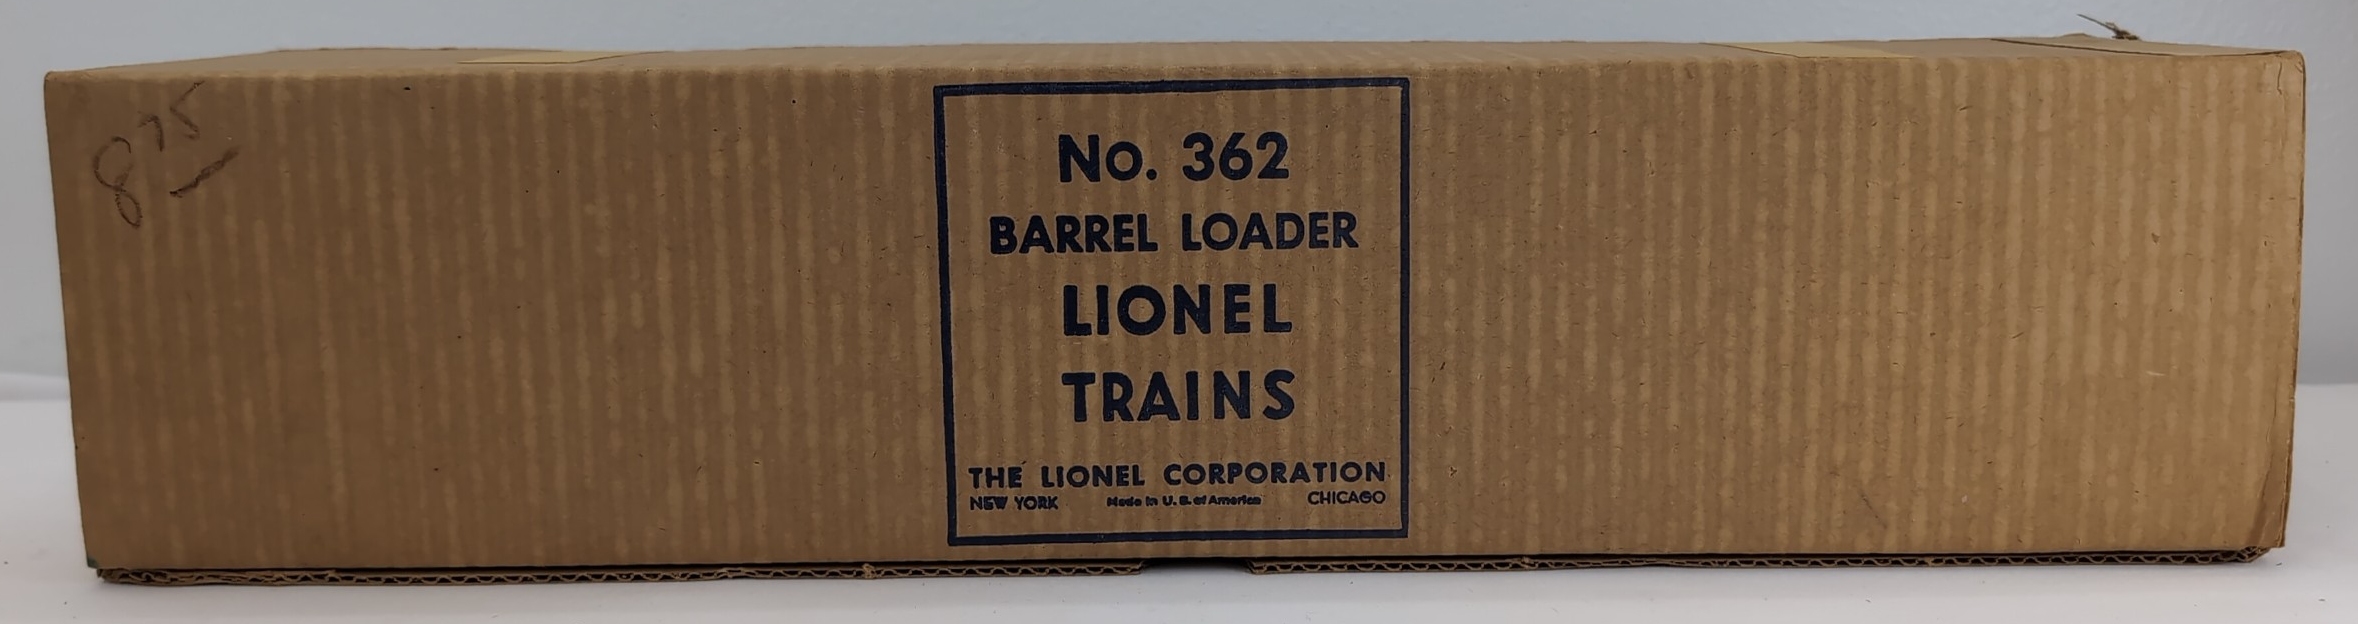 875
No. 362
BARREL LOADER
LIONEL
TRAINS
THE LIONEL CORPORATION
NEW YORK Made in U. S. of America CHICAGO